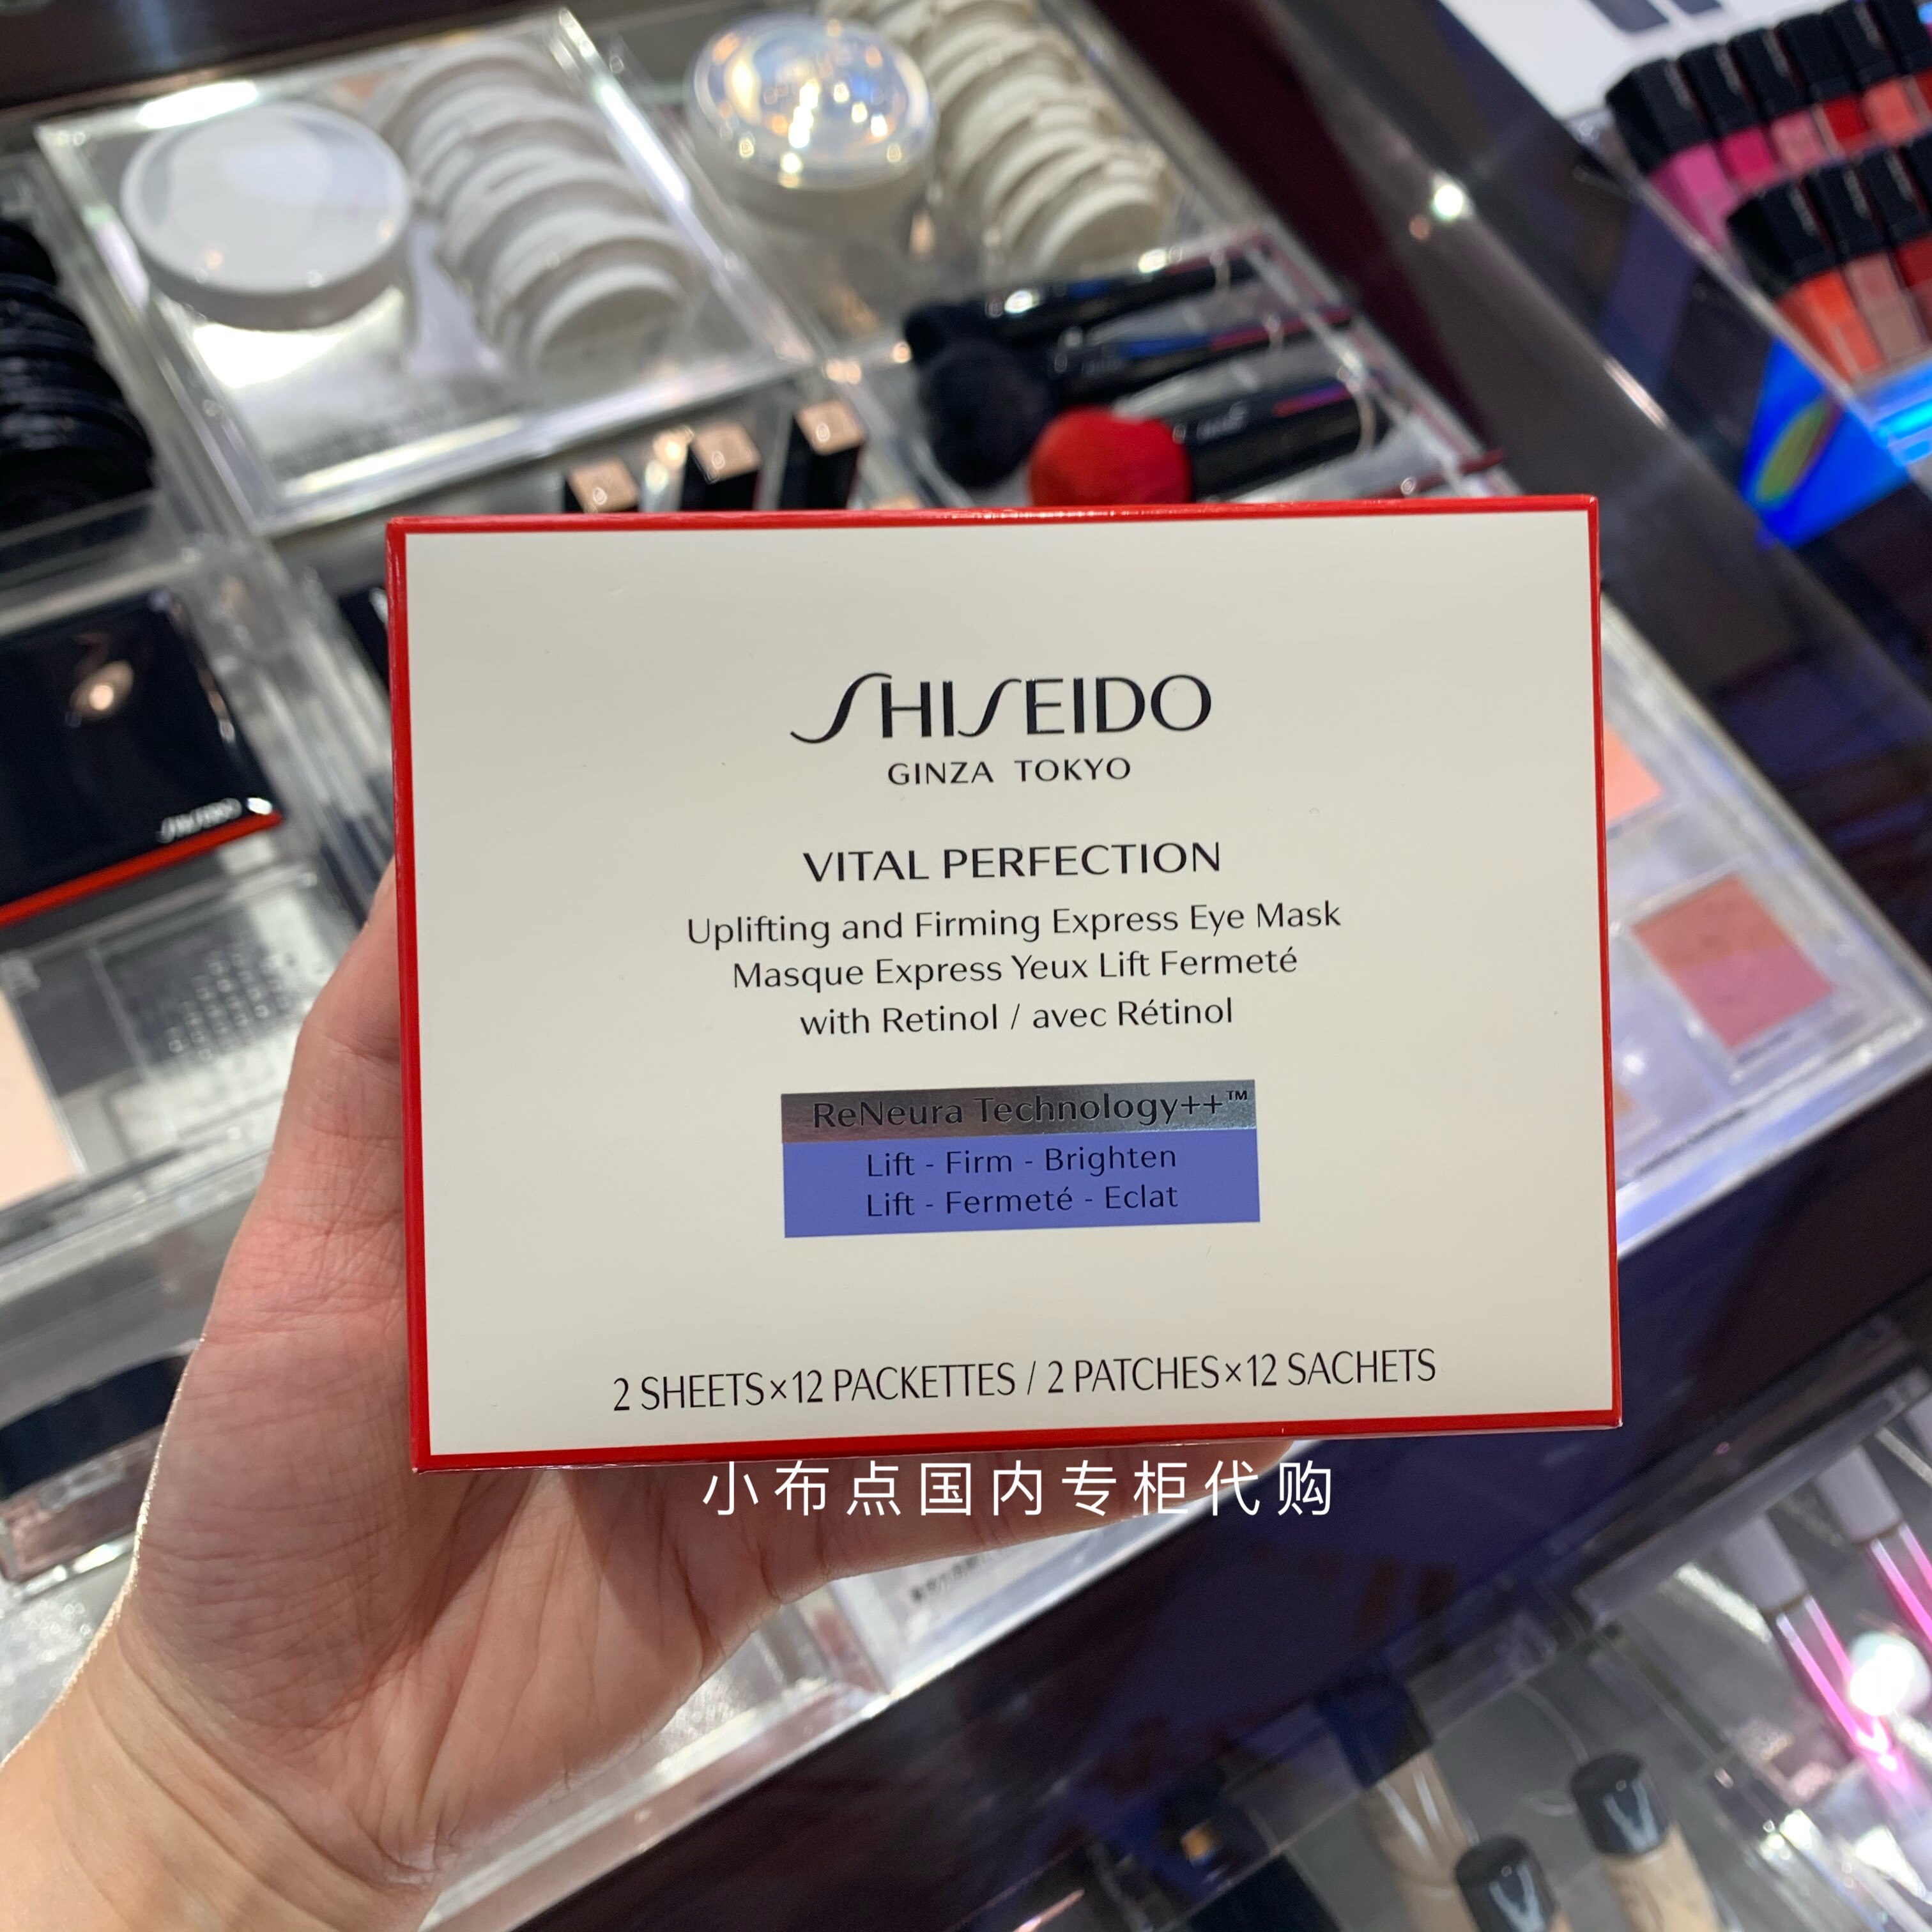 SHISEIDO
GINZA TOKYO
VITAL PERFECTION
Uplifting and Firming Express Eye Mask
Masque Express Yeux Lift Fermeté
with Retinol / avec Rétinol
ReNeura Technology++™
Lift - Firm - Brighten
Lift - Fermeté - Eclat
2 SHEETS×12 PACKETTES / 2 PATCHES×12 SACHETS
小布点国内专柜代购
SHISEIDO